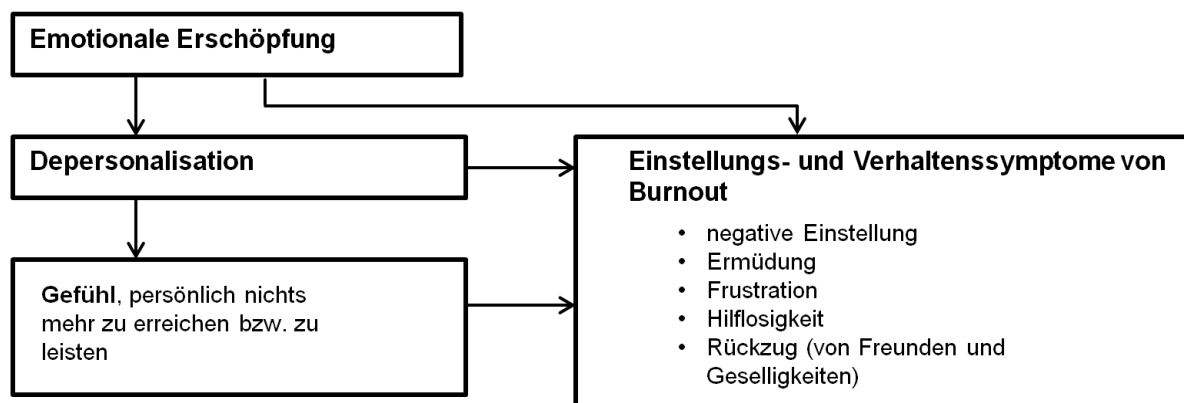 Emotionale Erschöpfung
Depersonalisation
Gefühl, persönlich nichts
mehr zu erreichen bzw. zu
leisten
Einstellungs- und Verhaltenssymptome von
Burnout
• negative Einstellung
• Ermüdung
• Frustration
• Hilflosigkeit
• Rückzug (von Freunden und
Geselligkeiten)